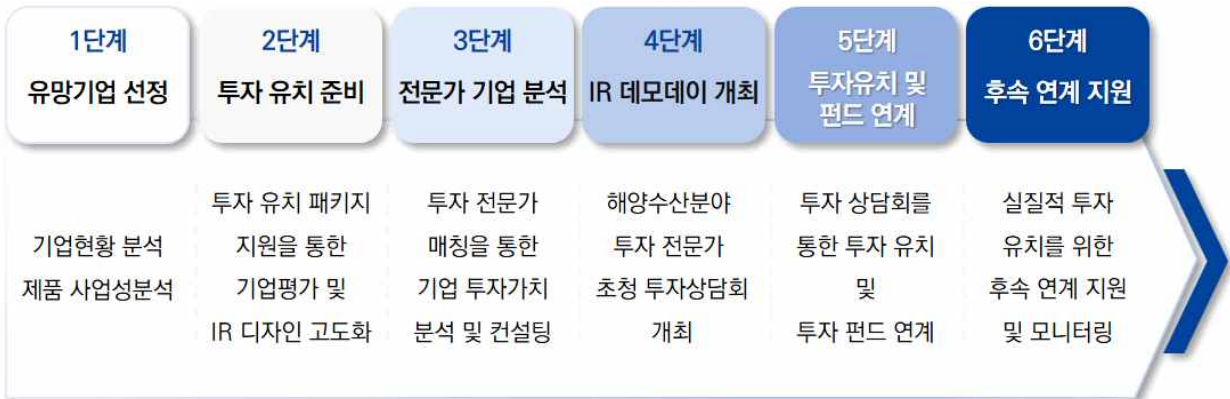 1단계
유망기업 선정
2단계
투자 유치 준비
3단계
전문가 기업 분석
4단계
IR 데모데이 개최
5단계
투자유치 및
펀드 연계
6단계
후속 연계 지원
기업현황 분석
제품 사업성분석
투자 유치 패키지
지원을 통한
기업평가 및
IR 디자인 고도화
투자 전문가
매칭을 통한
기업 투자가치
분석 및 컨설팅
해양수산분야
투자 전문가
초청 투자상담회
개최
투자 상담회를
통한 투자 유치
및
투자 펀드 연계
실질적 투자
유치를 위한
후속 연계 지원
및 모니터링